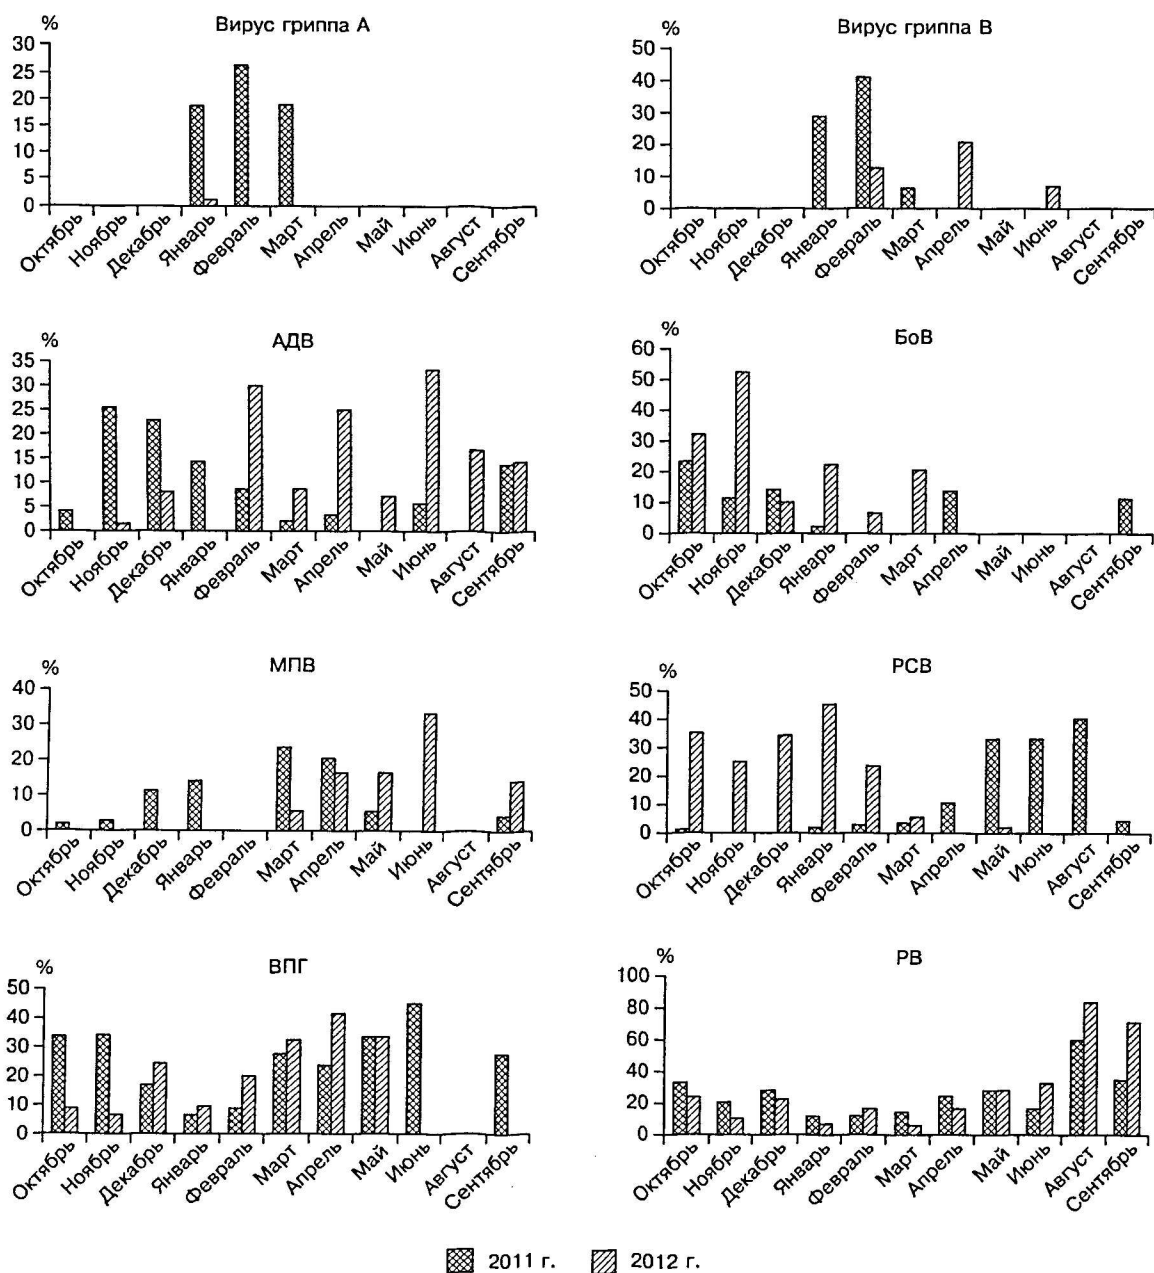 %
Вирус гриппа А
30
25
20
15
10
5
0
Октябрь
Ноябрь
Декабрь
Январь
Февраль
Март
Апрель
Май
Июнь
Август
Сентябрь
%
Вирус гриппа В
50
40
30
20
10
0
Октябрь
Ноябрь
Декабрь
Январь
Февраль
Март
Апрель
Май
Июнь
Август
Сентябрь
%
АДВ
35
30
25
20
15
10
5
0
Октябрь
Ноябрь
Декабрь
Январь
Февраль
Март
Апрель
Май
Июнь
Август
Сентябрь
%
БоВ
60
50
40
30
20
10
0
Октябрь
Ноябрь
Декабрь
Январь
Февраль
Март
Апрель
Май
Июнь
Август
Сентябрь
%
МПВ
40
30
20
10
0
Октябрь
Ноябрь
Декабрь
Январь
Февраль
Март
Апрель
Май
Июнь
Август
Сентябрь
%
РСВ
50
40
30
20
10
0
Октябрь
Ноябрь
Декабрь
Январь
Февраль
Март
Апрель
Май
Июнь
Август
Сентябрь
%
ВПГ
50
40
30
20
10
0
Октябрь
Ноябрь
Декабрь
Январь
Февраль
Март
Апрель
Май
Июнь
Август
Сентябрь
%
РВ
100
80
60
40
20
0
Октябрь
Ноябрь
Декабрь
Январь
Февраль
Март
Апрель
Май
Июнь
Август
Сентябрь
2011 г.
2012 г.